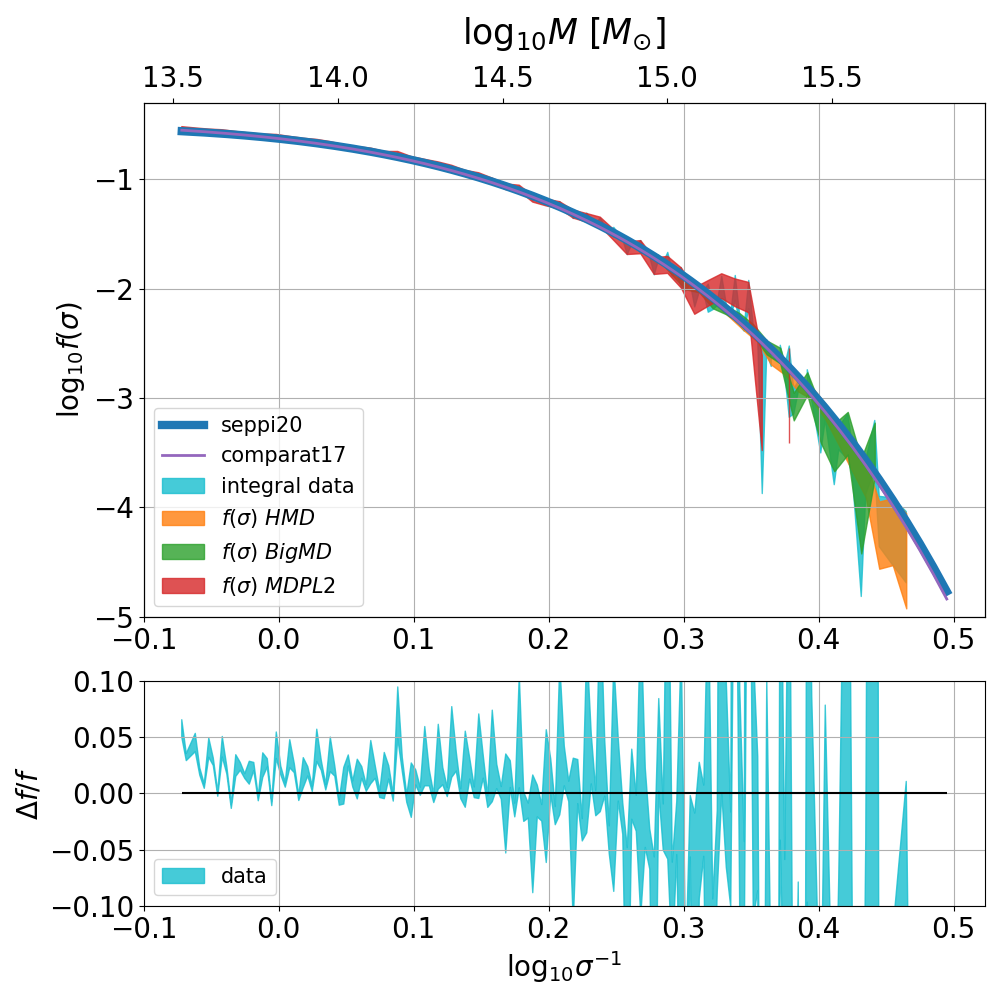 log₁₀M [M⊙]
13.5 14.0 14.5 15.0 15.5
log₁₀f(σ)
−1
−2
−3
−4
−5
seppi20
comparat17
integral data
f(σ) HMD
f(σ) BigMD
f(σ) MDPL2
−0.1 0.0 0.1 0.2 0.3 0.4 0.5
Δf/f
0.10
0.05
0.00
−0.05
−0.10
data
−0.1 0.0 0.1 0.2 0.3 0.4 0.5
log₁₀σ⁻¹